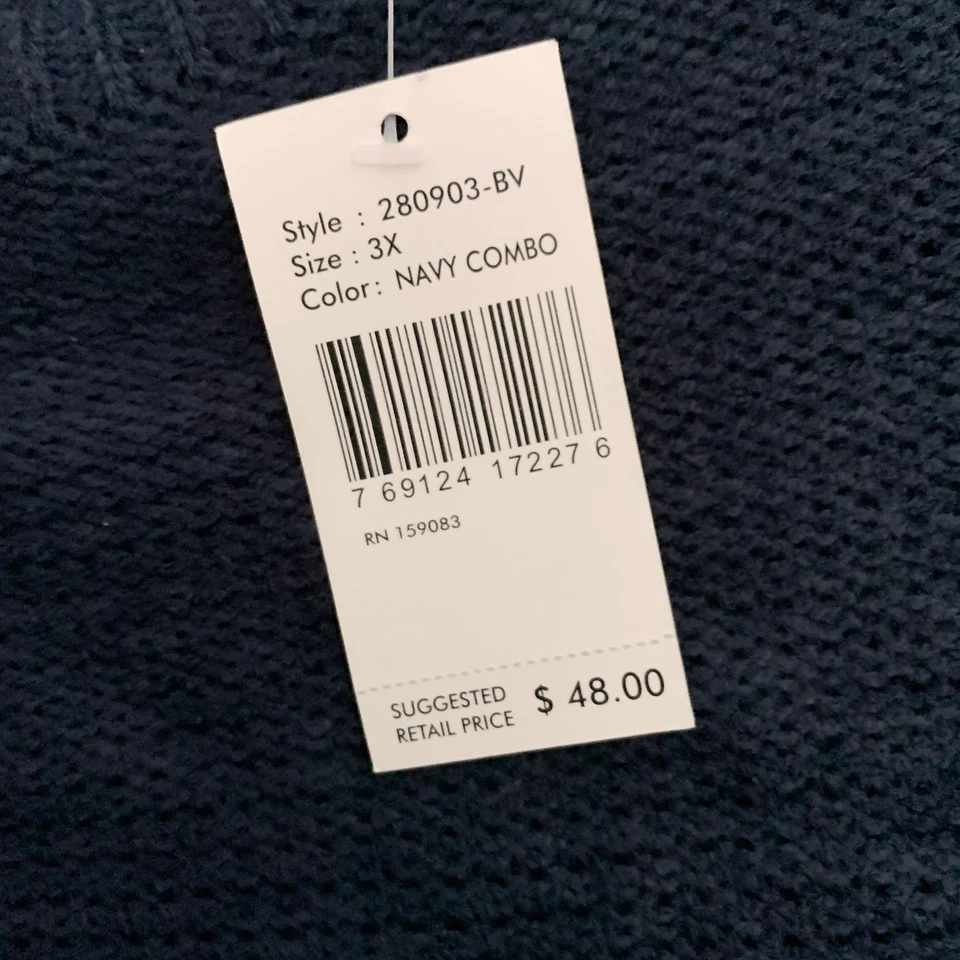 Style : 280903-BV
Size : 3X
Color: NAVY COMBO
7 69124 17227 6
RN 159083
SUGGESTED
RETAIL PRICE
$ 48.00